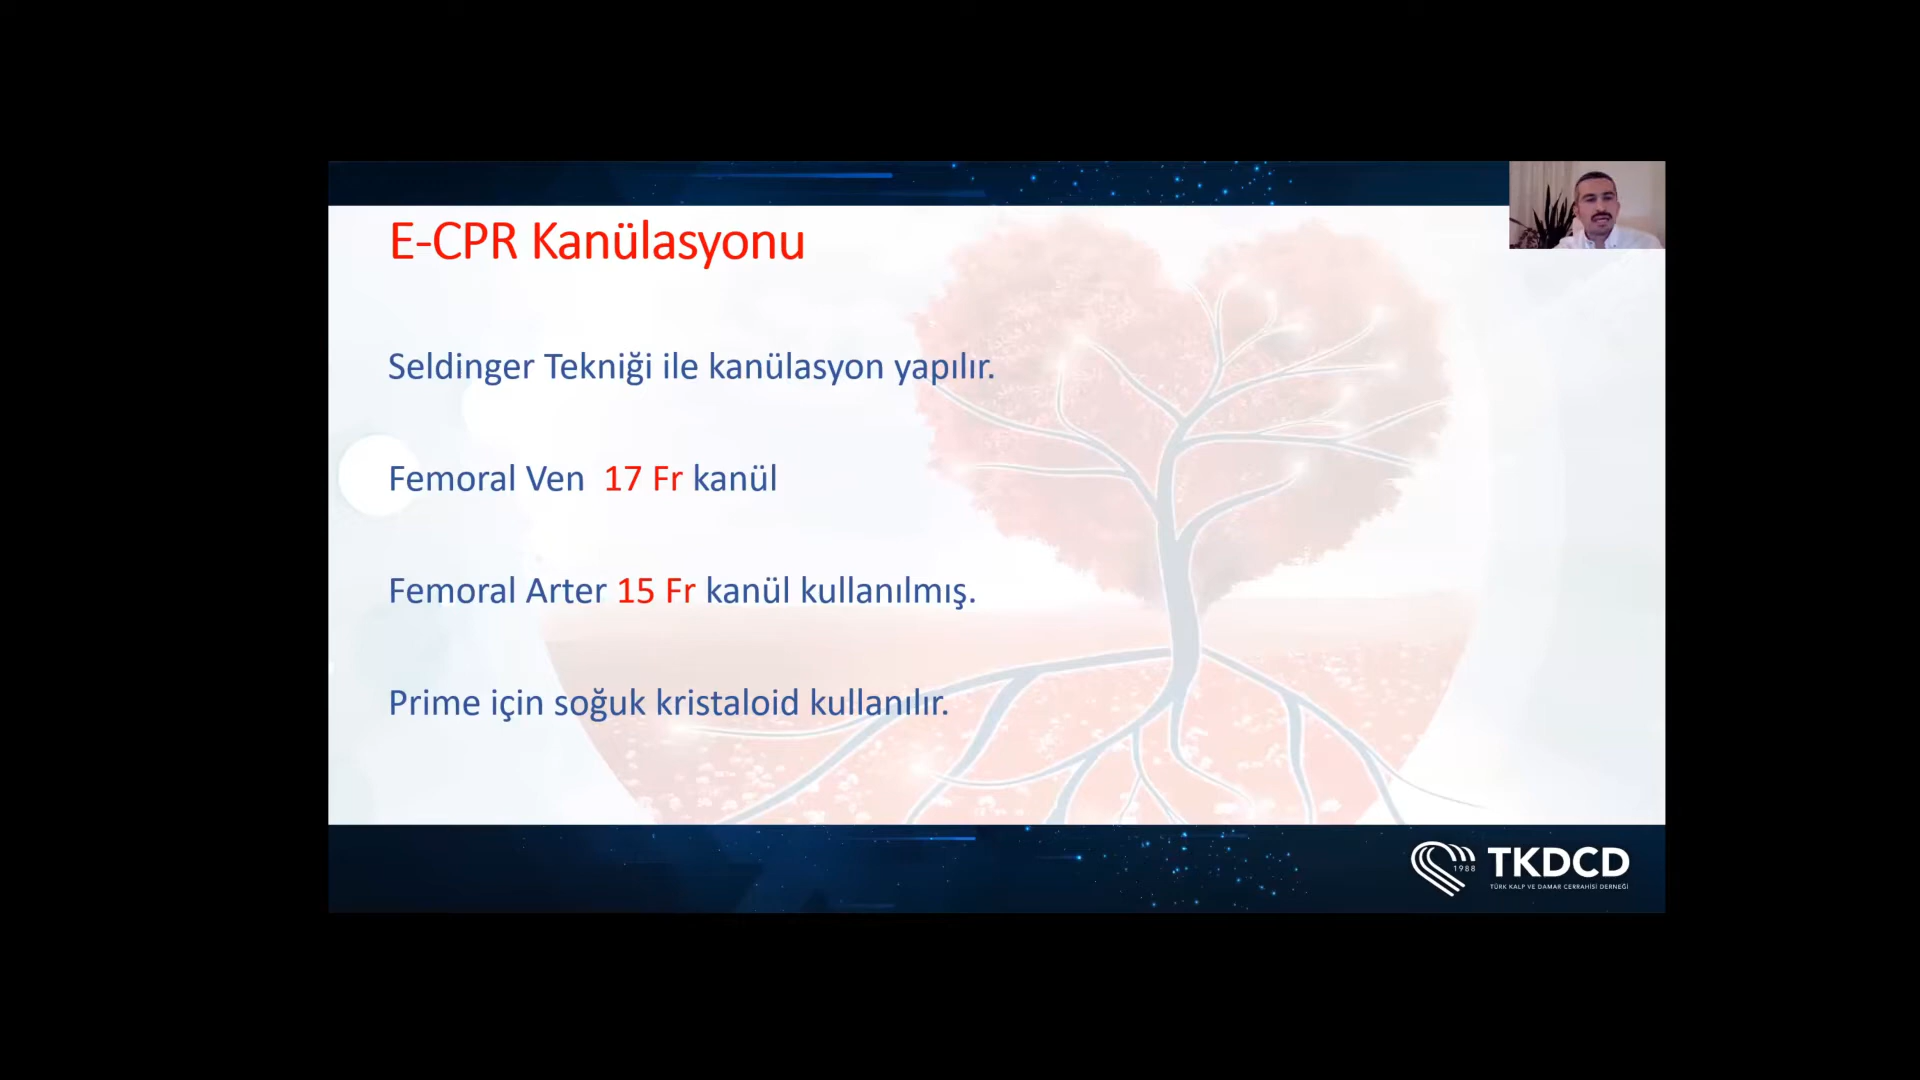 E-CPR Kanülasyonu
Seldinger Tekniği ile kanülasyon yapılır.
Femoral Ven 17 Fr kanül
Femoral Arter 15 Fr kanül kullanılmış.
Prime için soğuk kristaloid kullanılır.
1988
TKDCD
TÜRK KALP VE DAMAR CERRAHİSİ DERNEĞİ